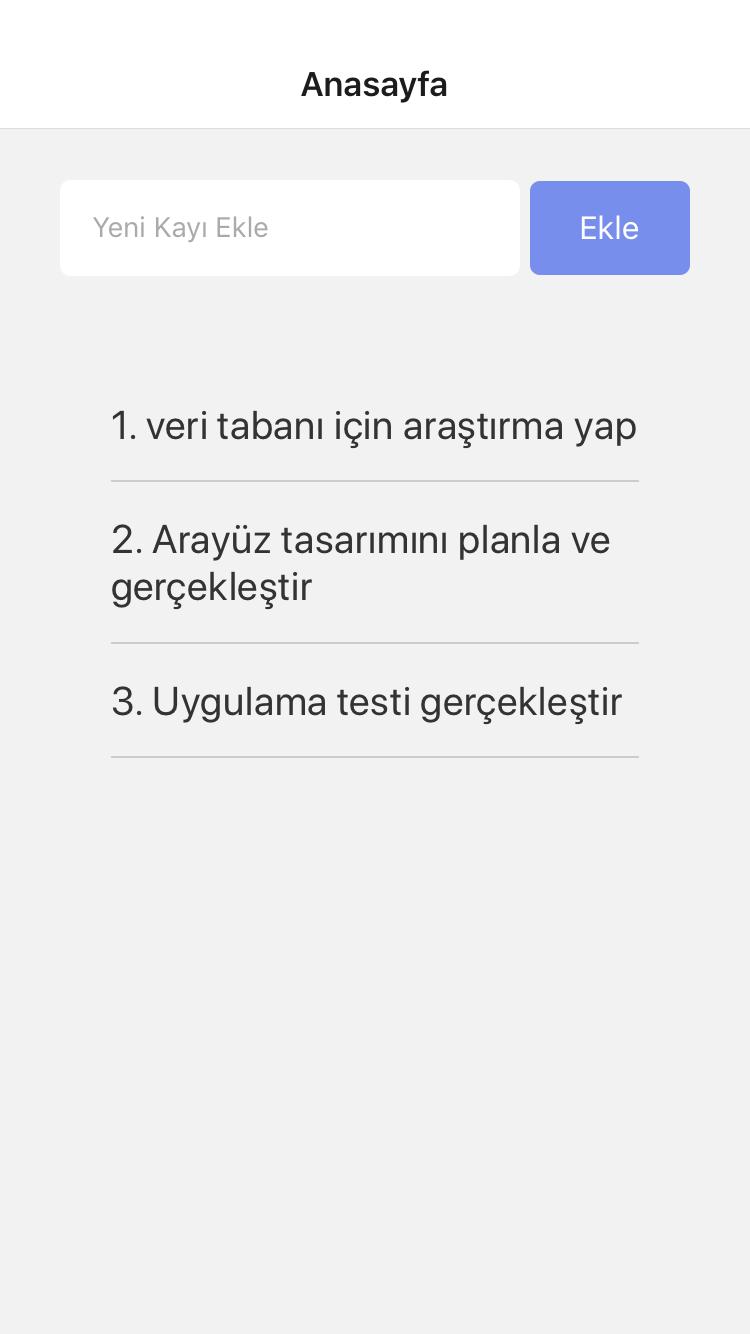 Anasayfa
Yeni Kayı Ekle
Ekle
1. veri tabanı için araştırma yap
2. Arayüz tasarımını planla ve
gerçekleştir
3. Uygulama testi gerçekleştir